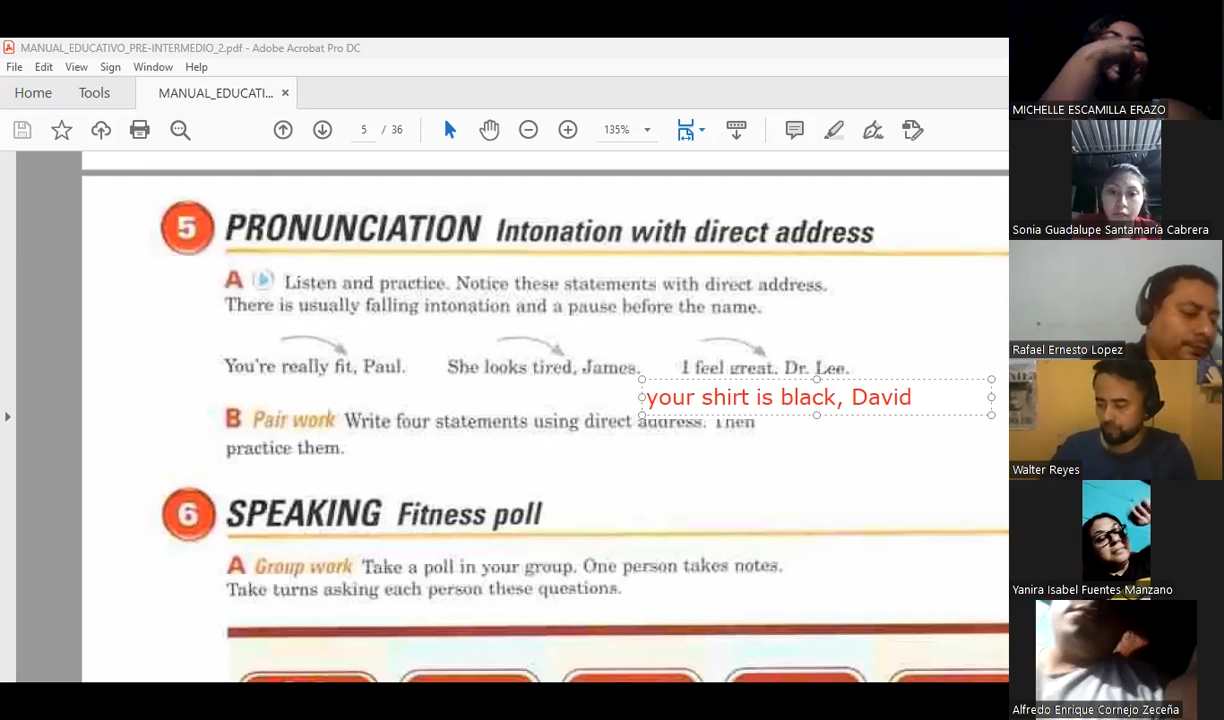 MANUAL_EDUCATIVO_PRE-INTERMEDIO_2.pdf - Adobe Acrobat Pro DC
File Edit View Sign Window Help
Home Tools MANUAL_EDUCATI... ×
5 / 36 135%
5 PRONUNCIATION Intonation with direct address
A Listen and practice. Notice these statements with direct address.
There is usually falling intonation and a pause before the name.
You're really fit, Paul. She looks tired, James. I feel great, Dr. Lee.
your shirt is black, David
B Pair work Write four statements using direct address. Then
practice them.
6 SPEAKING Fitness poll
A Group work Take a poll in your group. One person takes notes.
Take turns asking each person these questions.
MICHELLE ESCAMILLA ERAZO
Sonia Guadalupe Santamaría Cabrera
Rafael Ernesto Lopez
Walter Reyes
Yanira Isabel Fuentes Manzano
Alfredo Enrique Cornejo Zeceña